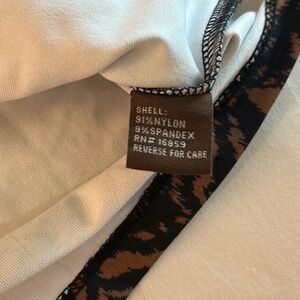 SHELL:
91%NYLON
9%SPANDEX
RN# 16859
REVERSE FOR CARE